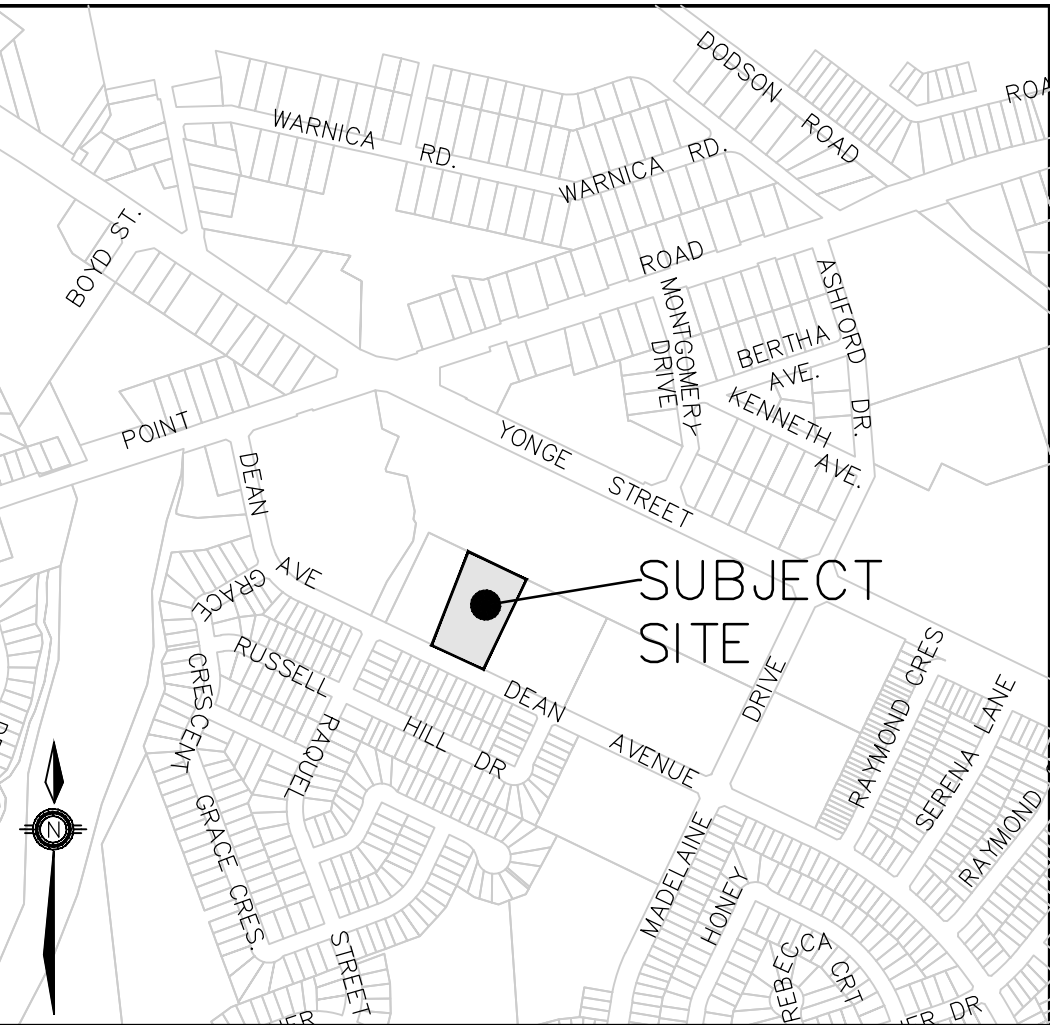 DODSON
ROAD
ROA
WARNICA
RD.
WARNICA
RD.
BOYD ST.
ROAD
MONTGOMERY
DRIVE
ASHFORD
DR.
BERTHA
AVE.
KENNETH
AVE.
POINT
YONGE
STREET
DEAN
AVE
GRACE
CRESCENT
SUBJECT
SITE
RUSSELL
HILL
DR
DEAN
AVENUE
DRIVE
RAQUEL
STREET
GRACE
CRES.
RAYMOND CRES
SERENA LANE
RAYMOND
MADELAINE
HONEY
REBECCA
CRT
DR
N